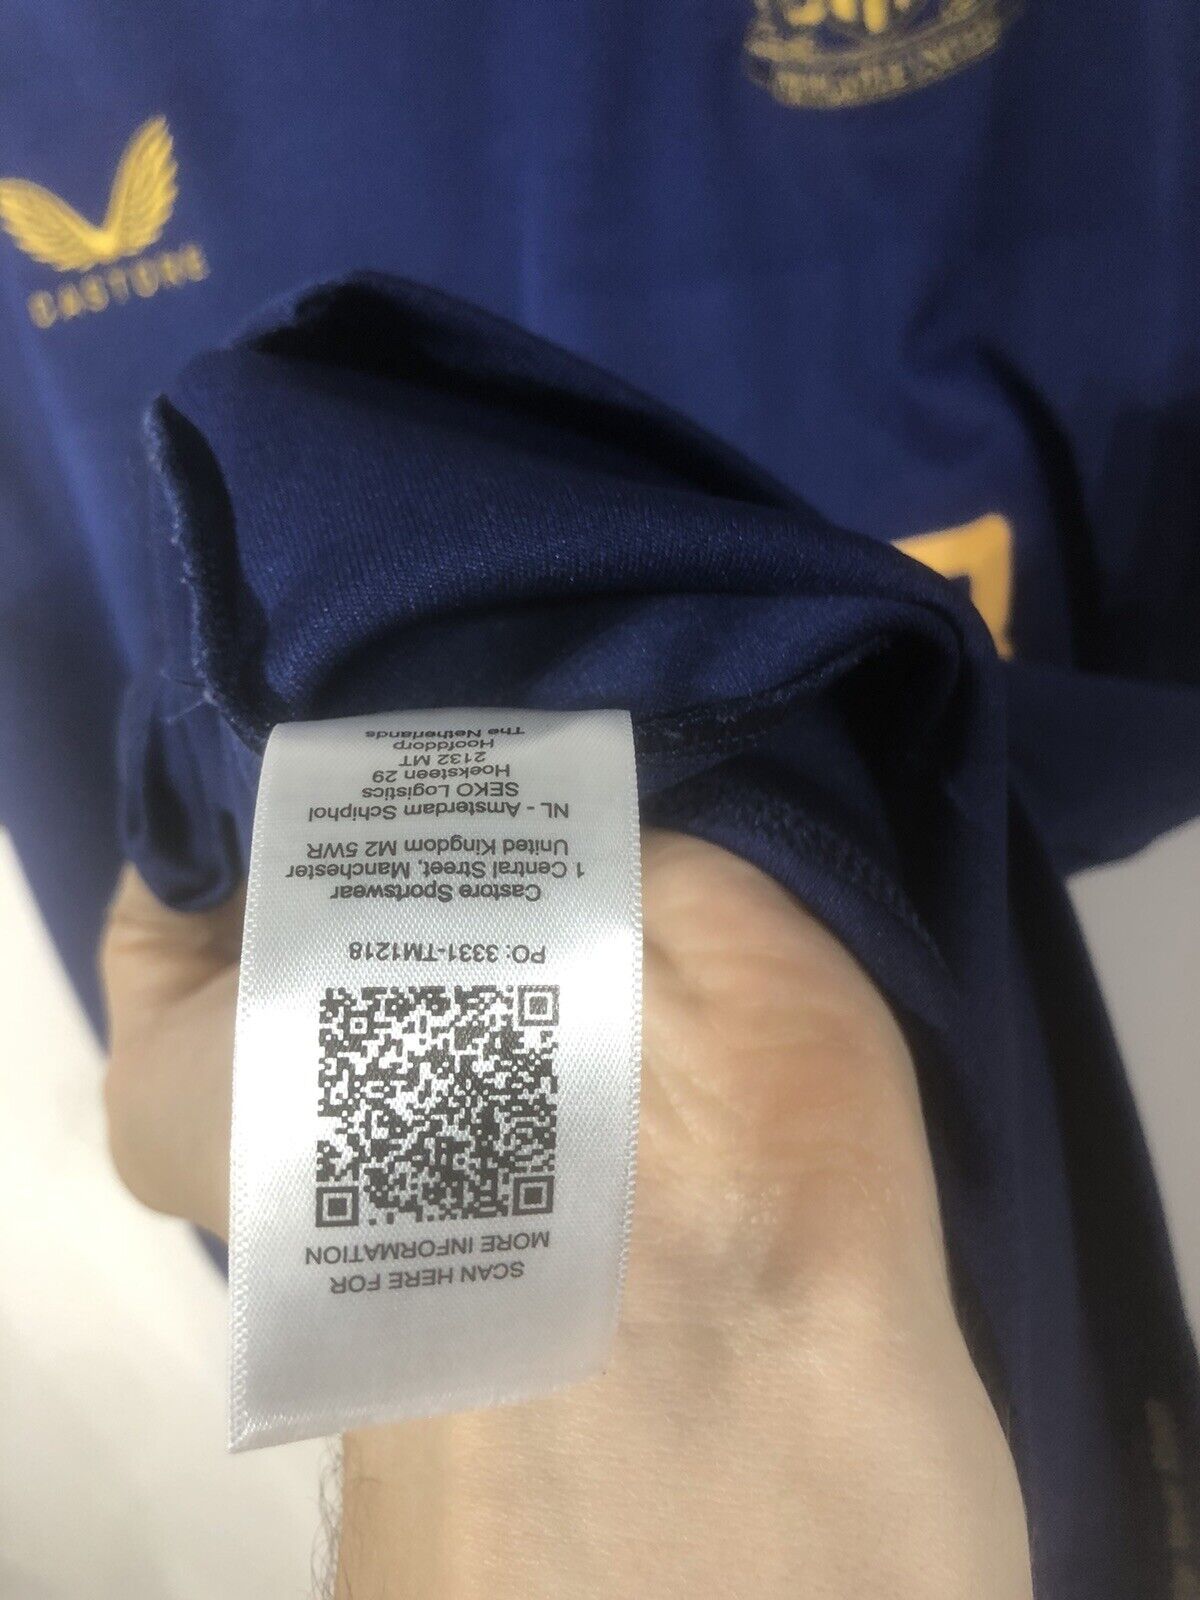 CASTORE
SCAN HERE FOR
MORE INFORMATION
PO: 3331-TM1218
Castore Sportswear
1 Central Street, Manchester
United Kingdom M2 5WR
NL - Amsterdam Schiphol
SEKO Logistics
Hoeksteen 29
2132 MT
Hoofddorp
The Netherlands